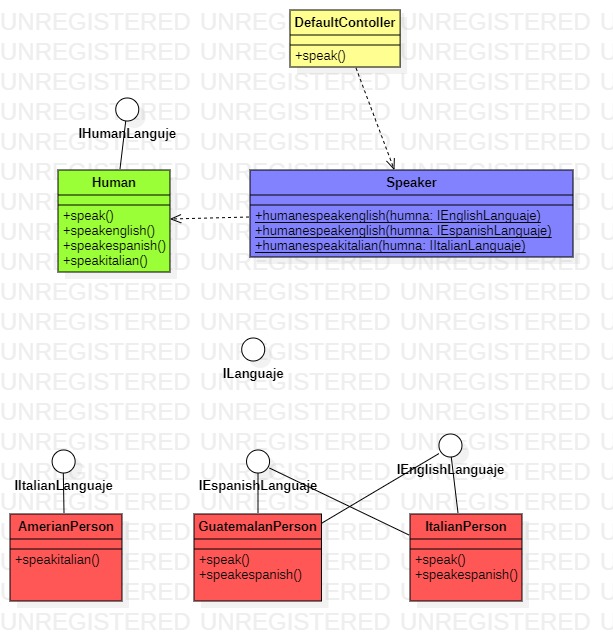 UNREGISTERED UNREGISTERED UNREGISTERED
DefaultContoller
+speak()
IHumanLanguje
Human
+speak()
+speakenglish()
+speakespanish()
+speakitalian()
Speaker
+humanespeakenglish(humna: IEnglishLanguaje)
+humanespeakenglish(humna: IEspanishLanguaje)
+humanespeakitalian(humna: IItalianLanguaje)
ILanguaje
IItalianLanguaje
IEspanishLanguaje
IEnglishLanguaje
AmerianPerson
+speakitalian()
GuatemalanPerson
+speak()
+speakespanish()
ItalianPerson
+speak()
+speakespanish()